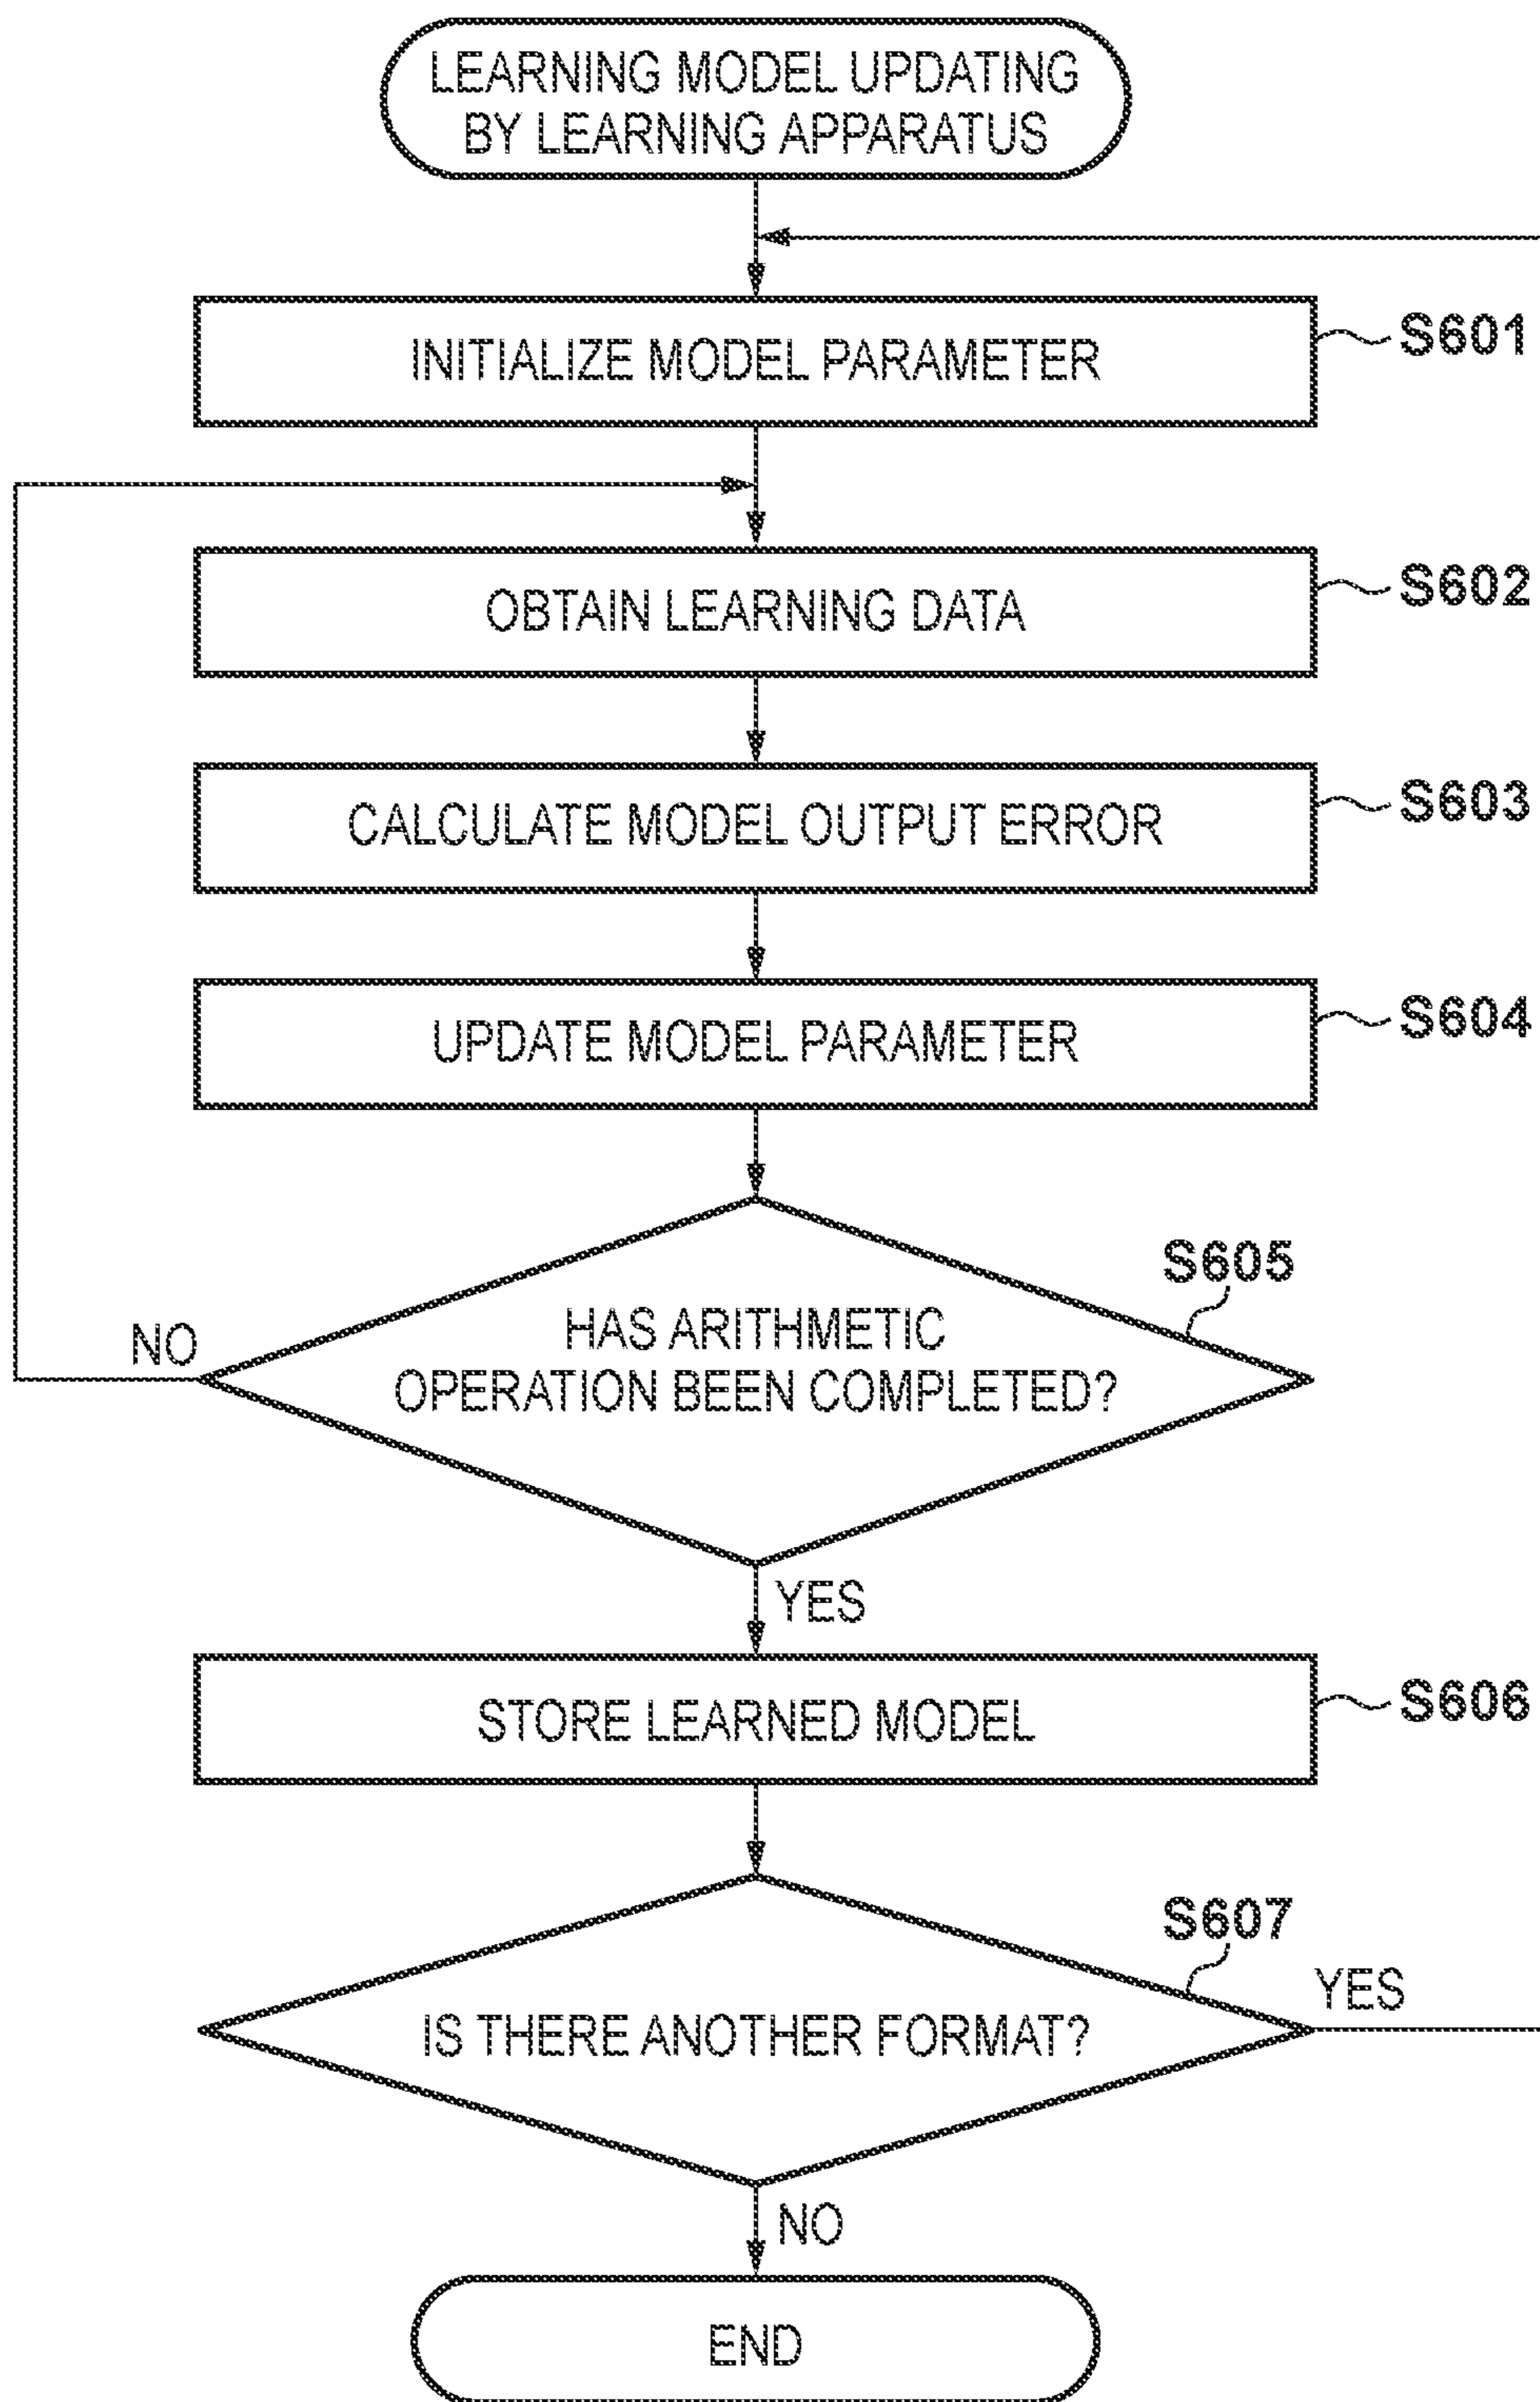 LEARNING MODEL UPDATING
BY LEARNING APPARATUS
INITIALIZE MODEL PARAMETER
S601
OBTAIN LEARNING DATA
S602
CALCULATE MODEL OUTPUT ERROR
S603
UPDATE MODEL PARAMETER
S604
S605
HAS ARITHMETIC
OPERATION BEEN COMPLETED?
NO
YES
STORE LEARNED MODEL
S606
S607
IS THERE ANOTHER FORMAT?
YES
NO
END